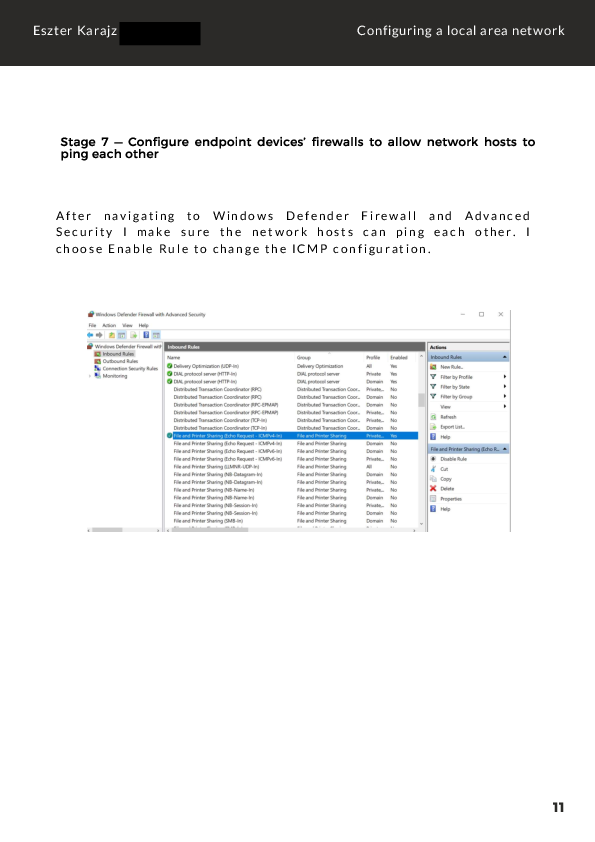 Eszter Karajz
Configuring a local area network
Stage 7 — Configure endpoint devices' firewalls to allow network hosts to
ping each other
After navigating to Windows Defender Firewall and Advanced
Security I make sure the network hosts can ping each other. I
choose Enable Rule to change the ICMP configuration.
Windows Defender Firewall with Advanced Security
File Action View Help
Windows Defender Firewall with
Inbound Rules
Outbound Rules
Connection Security Rules
Monitoring
Inbound Rules
Name Group Profile Enabled
Delivery Optimization (UDP-In) Delivery Optimization All Yes
DIAL protocol server (HTTP-In) DIAL protocol server Private Yes
DIAL protocol server (HTTP-In) DIAL protocol server Domain Yes
Distributed Transaction Coordinator (RPC) Distributed Transaction Coor... Private,... No
Distributed Transaction Coordinator (RPC) Distributed Transaction Coor... Domain No
Distributed Transaction Coordinator (RPC-EPMAP) Distributed Transaction Coor... Domain No
Distributed Transaction Coordinator (RPC-EPMAP) Distributed Transaction Coor... Private,... No
Distributed Transaction Coordinator (TCP-In) Distributed Transaction Coor... Domain No
Distributed Transaction Coordinator (TCP-In) Distributed Transaction Coor... Private,... No
File and Printer Sharing (Echo Request - ICMPv4-In) File and Printer Sharing Private,... Yes
File and Printer Sharing (Echo Request - ICMPv4-In) File and Printer Sharing Domain No
File and Printer Sharing (Echo Request - ICMPv6-In) File and Printer Sharing Domain No
File and Printer Sharing (Echo Request - ICMPv6-In) File and Printer Sharing Private,... No
File and Printer Sharing (LLMNR-UDP-In) File and Printer Sharing All No
File and Printer Sharing (NB-Datagram-In) File and Printer Sharing Domain No
File and Printer Sharing (NB-Datagram-In) File and Printer Sharing Private,... No
File and Printer Sharing (NB-Name-In) File and Printer Sharing Private,... No
File and Printer Sharing (NB-Name-In) File and Printer Sharing Domain No
File and Printer Sharing (NB-Session-In) File and Printer Sharing Private,... No
File and Printer Sharing (NB-Session-In) File and Printer Sharing Domain No
File and Printer Sharing (SMB-In) File and Printer Sharing Domain No
Actions
Inbound Rules
New Rule...
Filter by Profile
Filter by State
Filter by Group
View
Refresh
Export List...
Help
File and Printer Sharing (Echo R...
Disable Rule
Cut
Copy
Delete
Properties
Help
11